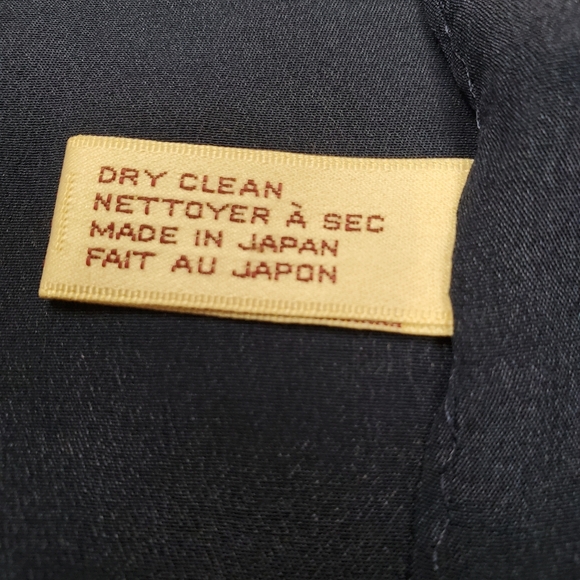 DRY CLEAN
NETTOYER À SEC
MADE IN JAPAN
FAIT AU JAPON